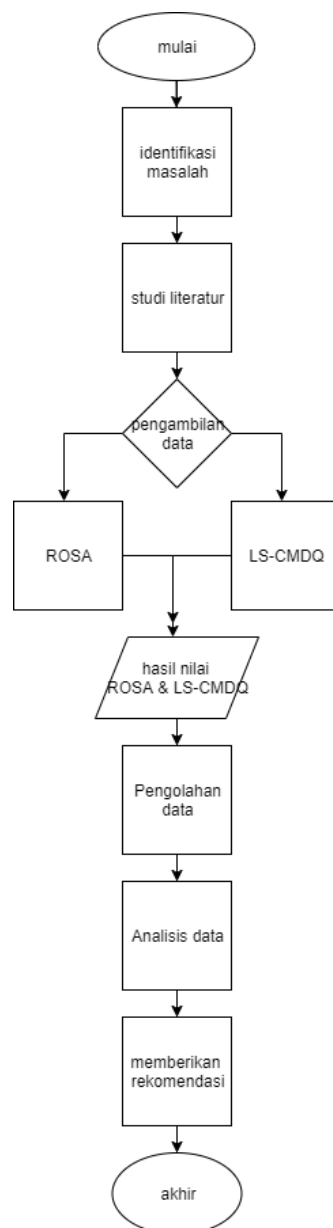 mulai
identifikasi
masalah
studi literatur
pengambilan
data
ROSA
LS-CMDQ
hasil nilai
ROSA & LS-CMDQ
Pengolahan
data
Analisis data
memberikan
rekomendasi
akhir